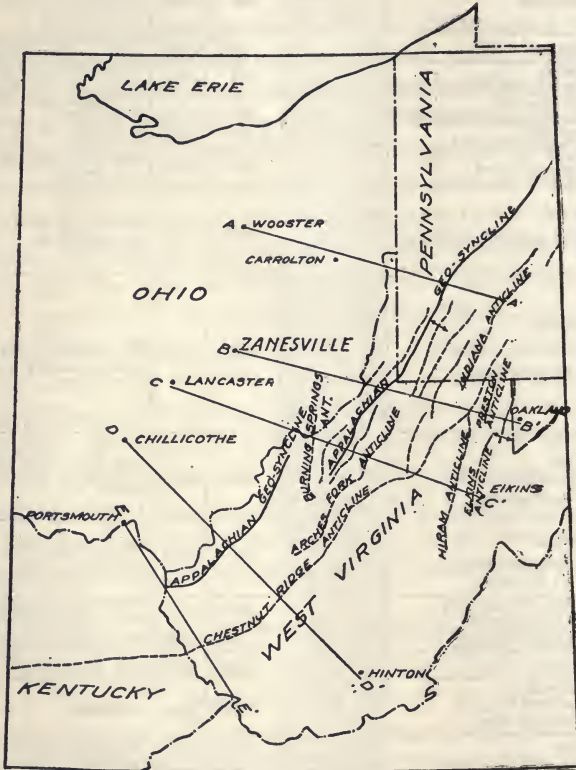 LAKE ERIE
PENNSYLVANIA
A WOOSTER
CARROLTON
GEO-SYNCLINE
OHIO
A'
INDIANA ANTICLINE
B ZANESVILLE
C LANCASTER
BURNING SPRINGS
ANT.
APPALACHIAN
PRESTON
ANTICLINE
OAKLAND
B'
D CHILLICOTHE
ARCHES FORK ANTICLINE
HIRAM ANTICLINE
ELKINS
ANTICLINE
ElKINS
C'
PORTSMOUTH
E
APPALACHIAN GEO-SYNCLINE
CHESTNUT RIDGE ANTICLINE
WEST VIRGINIA
HINTON
D'
KENTUCKY
E'